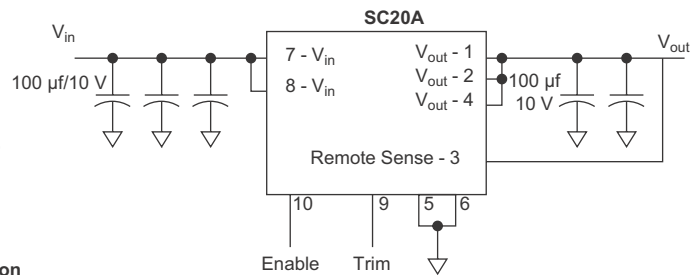 SC20A
V_in
V_out
7 - V_in
8 - V_in
V_out - 1
V_out - 2
V_out - 4
100 µf/10 V
100 µf
10 V
Remote Sense - 3
10
9
5
6
Enable
Trim
on